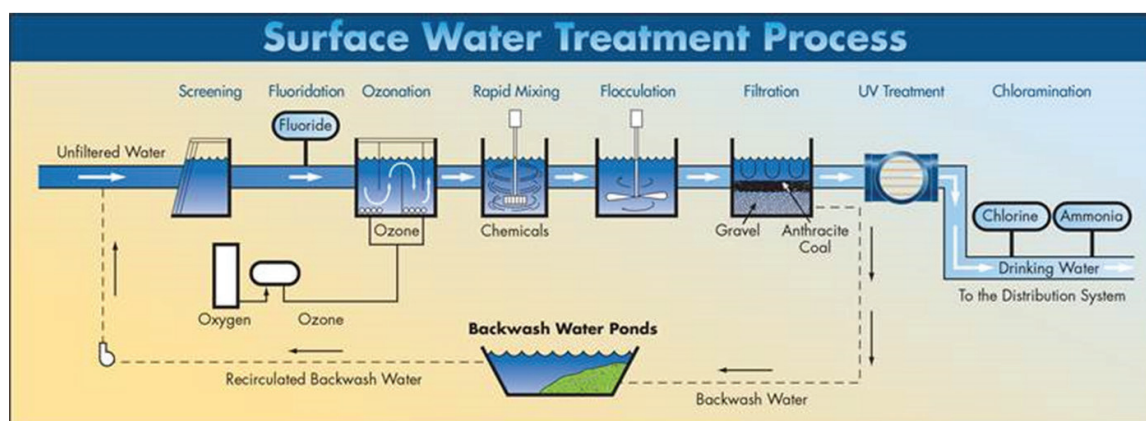 Surface Water Treatment Process
Screening
Fluoridation
Ozonation
Rapid Mixing
Flocculation
Filtration
UV Treatment
Chloramination
Fluoride
Unfiltered Water
Ozone
Chemicals
Gravel
Anthracite
Coal
Chlorine
Ammonia
Drinking Water
To the Distribution System
Oxygen
Ozone
Backwash Water Ponds
Recirculated Backwash Water
Backwash Water